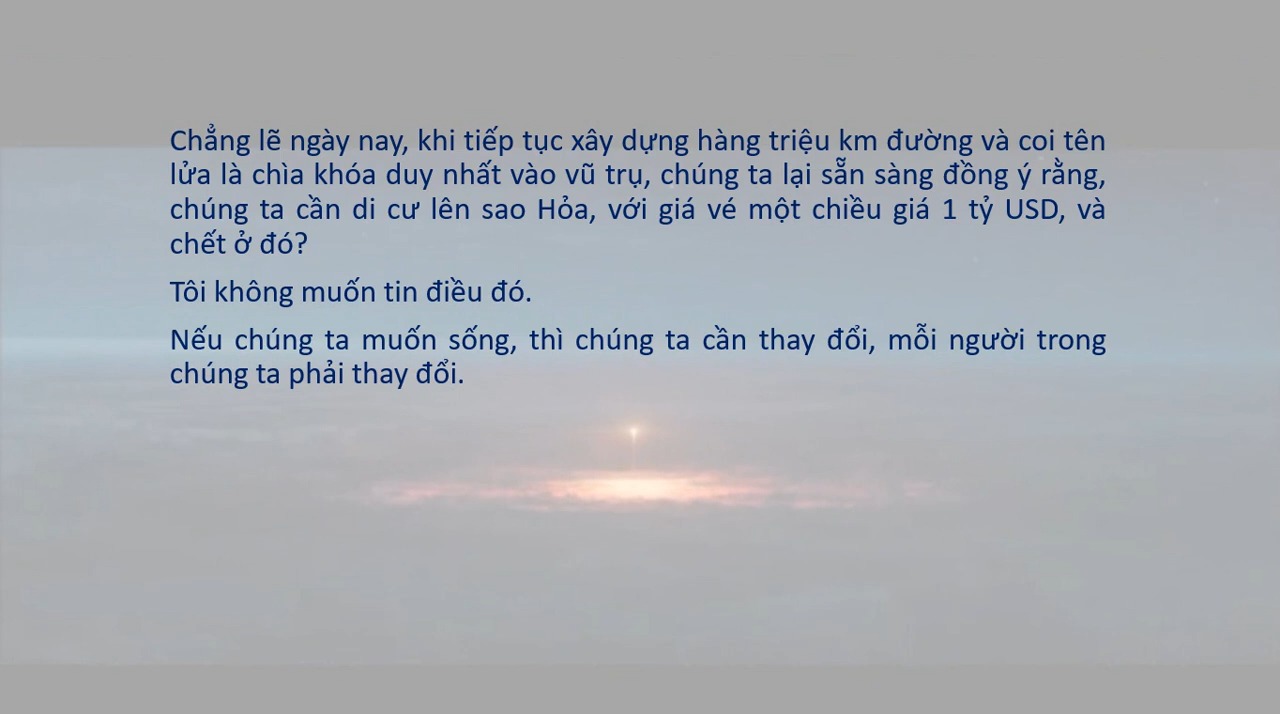 Chẳng lẽ ngày nay, khi tiếp tục xây dựng hàng triệu km đường và coi tên
lửa là chìa khóa duy nhất vào vũ trụ, chúng ta lại sẵn sàng đồng ý rằng,
chúng ta cần di cư lên sao Hỏa, với giá vé một chiều giá 1 tỷ USD, và
chết ở đó?
Tôi không muốn tin điều đó.
Nếu chúng ta muốn sống, thì chúng ta cần thay đổi, mỗi người trong
chúng ta phải thay đổi.